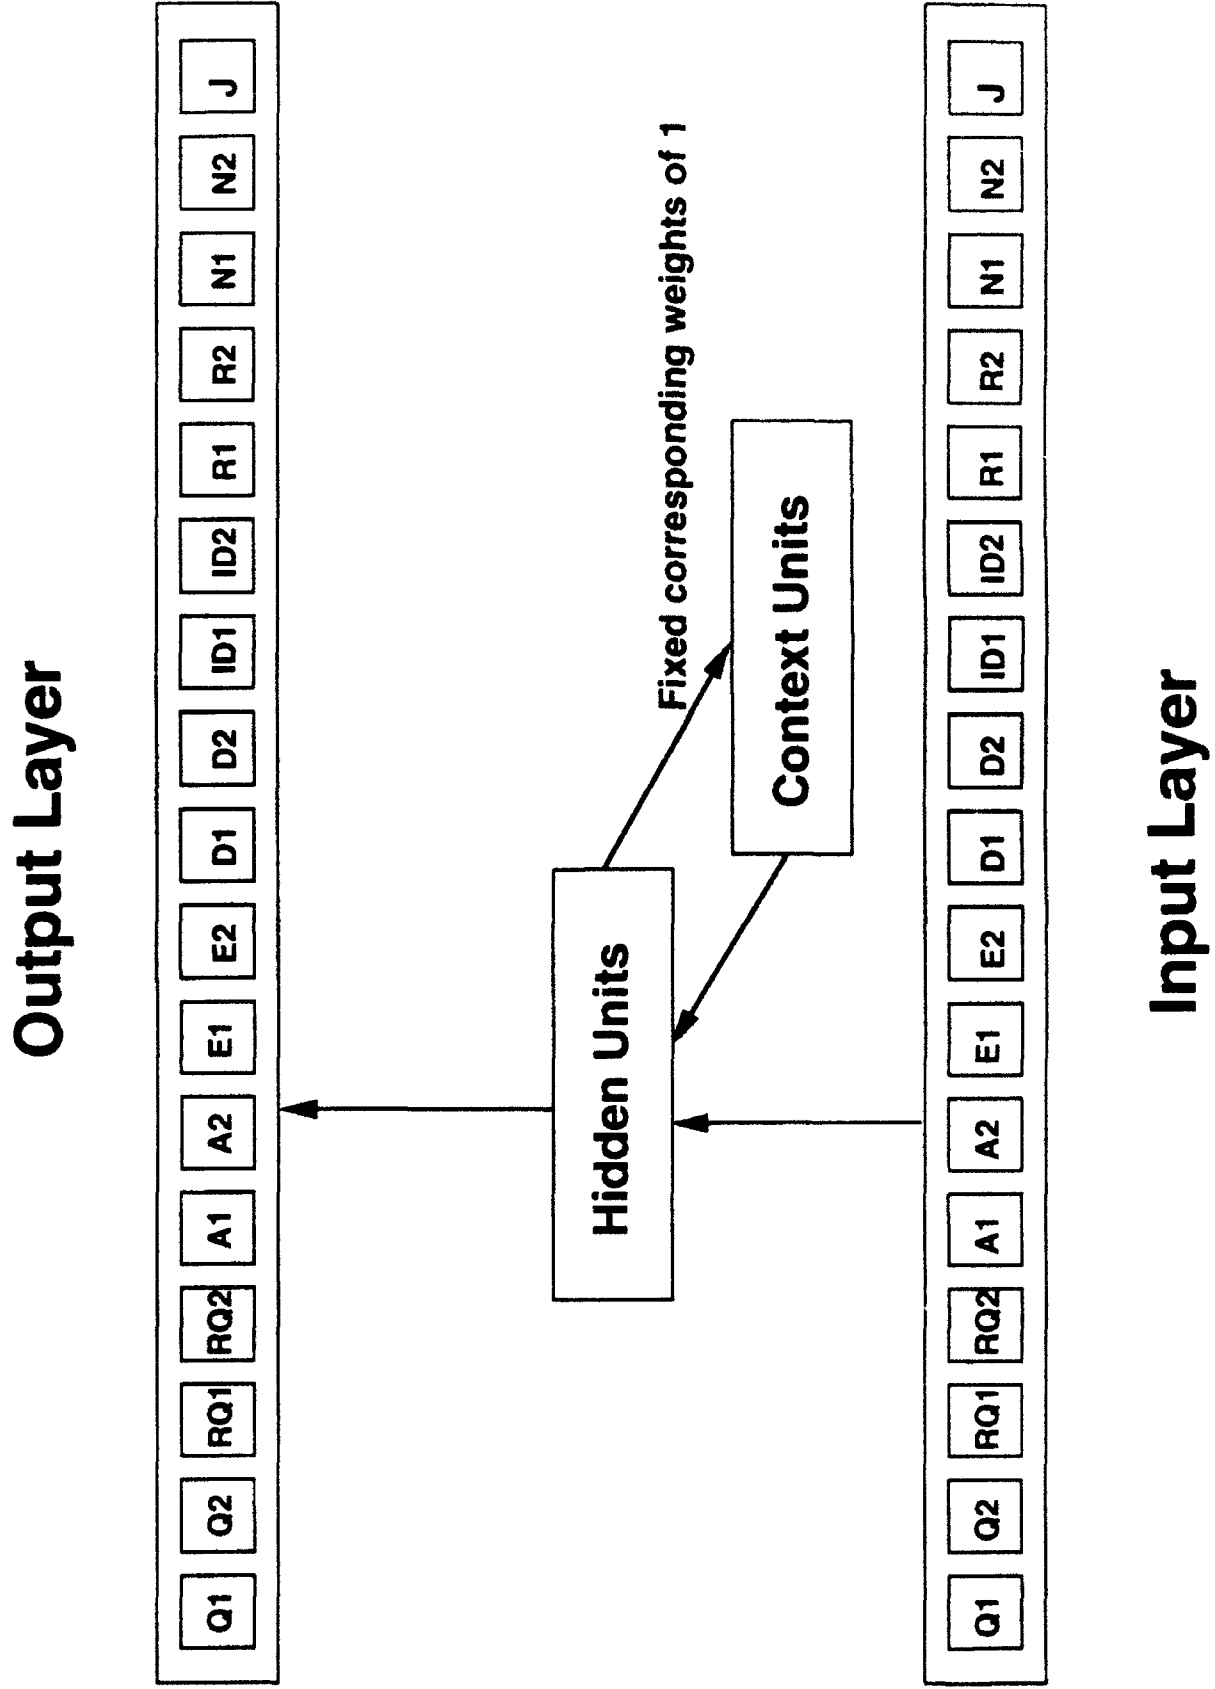 Output Layer
Q1 Q2 RQ1 RQ2 A1 A2 E1 E2 D1 D2 ID1 ID2 R1 R2 N1 N2 J
Hidden Units
Fixed corresponding weights of 1
Context Units
Q1 Q2 RQ1 RQ2 A1 A2 E1 E2 D1 D2 ID1 ID2 R1 R2 N1 N2 J
Input Layer